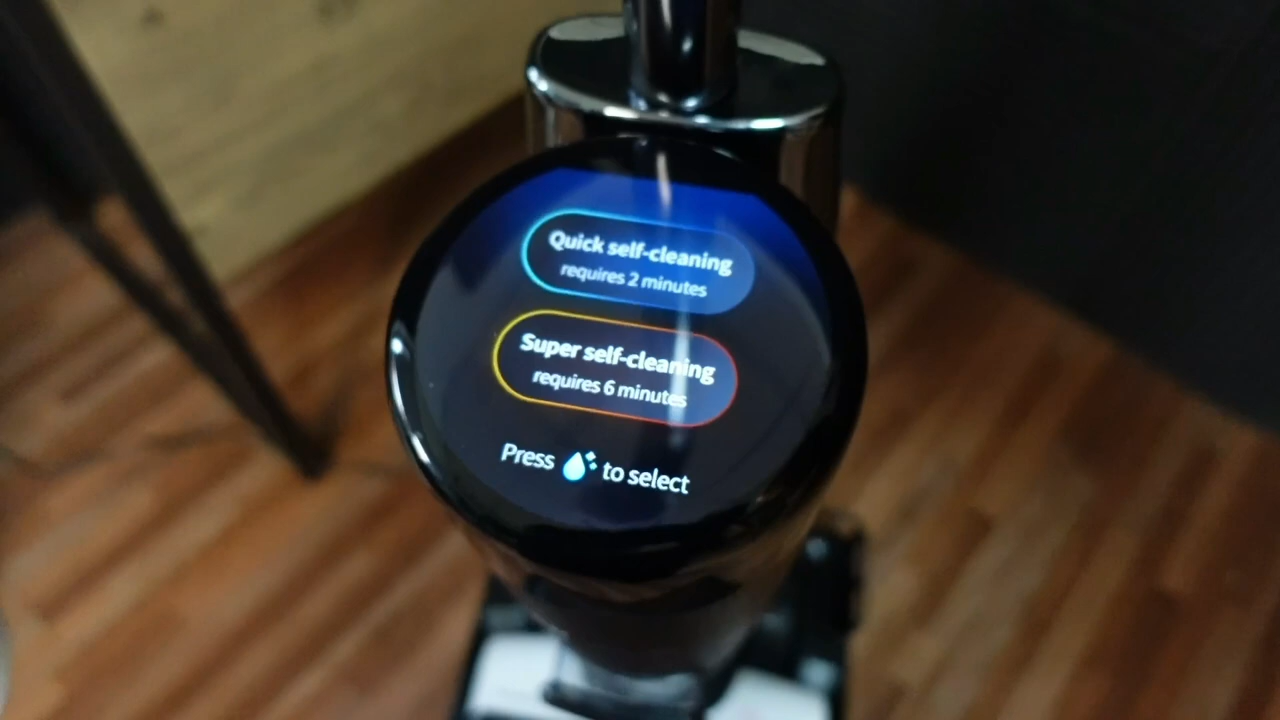 Quick self-cleaning
requires 2 minutes
Super self-cleaning
requires 6 minutes
Press to select